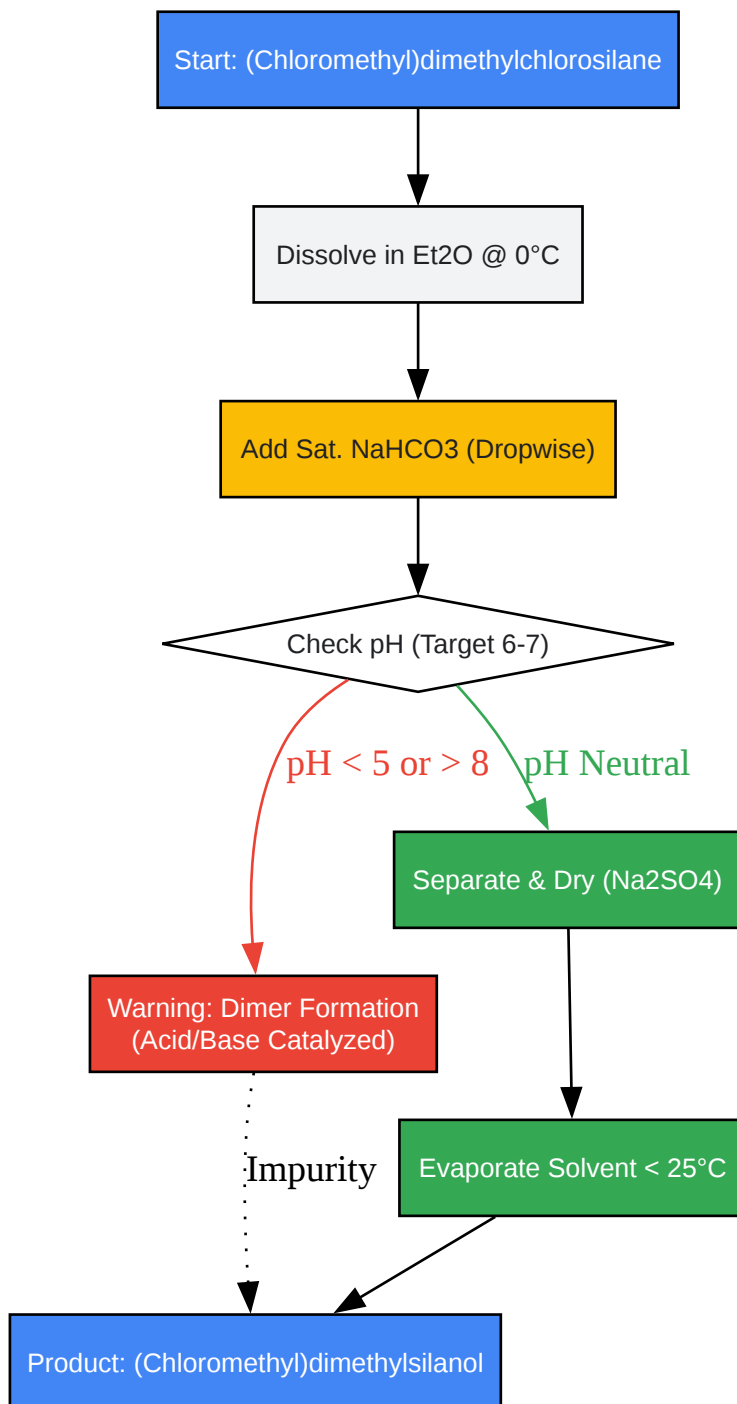 Start: (Chloromethyl)dimethylchlorosilane
Dissolve in Et2O @ 0°C
Add Sat. NaHCO3 (Dropwise)
Check pH (Target 6-7)
pH < 5 or > 8
pH Neutral
Separate & Dry (Na2SO4)
Warning: Dimer Formation
(Acid/Base Catalyzed)
Impurity
Evaporate Solvent < 25°C
Product: (Chloromethyl)dimethylsilanol